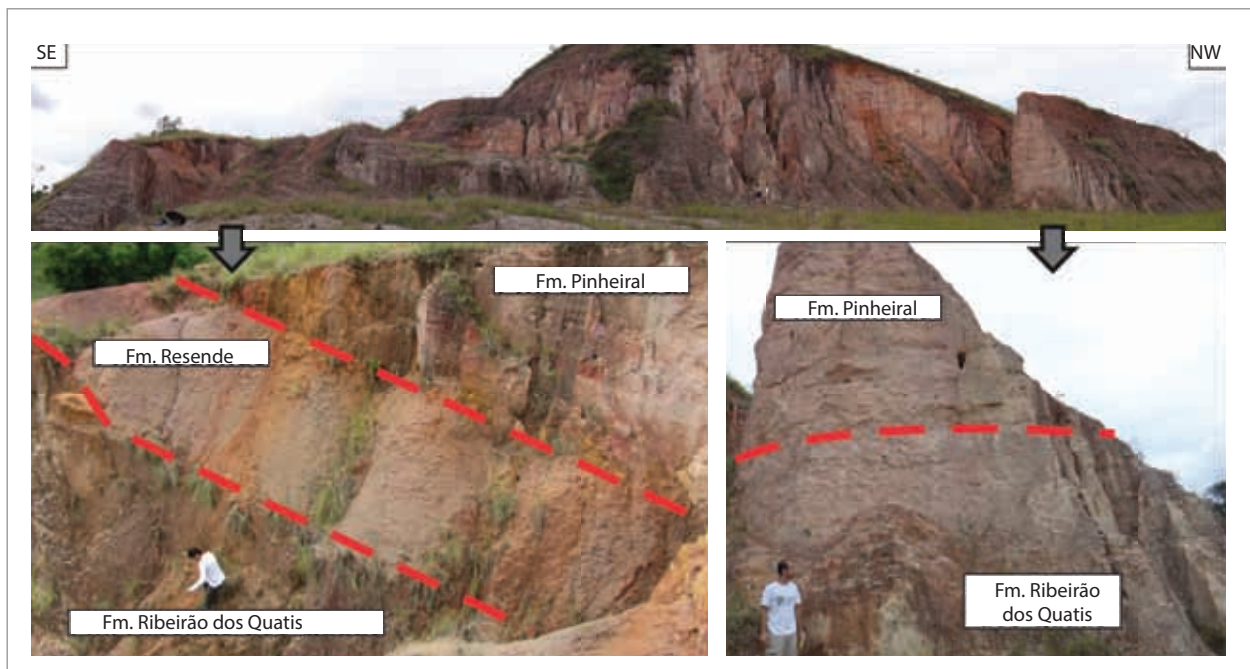 SE
NW
Fm. Pinheiral
Fm. Resende
Fm. Ribeirão dos Quatis
Fm. Pinheiral
Fm. Ribeirão
dos Quatis